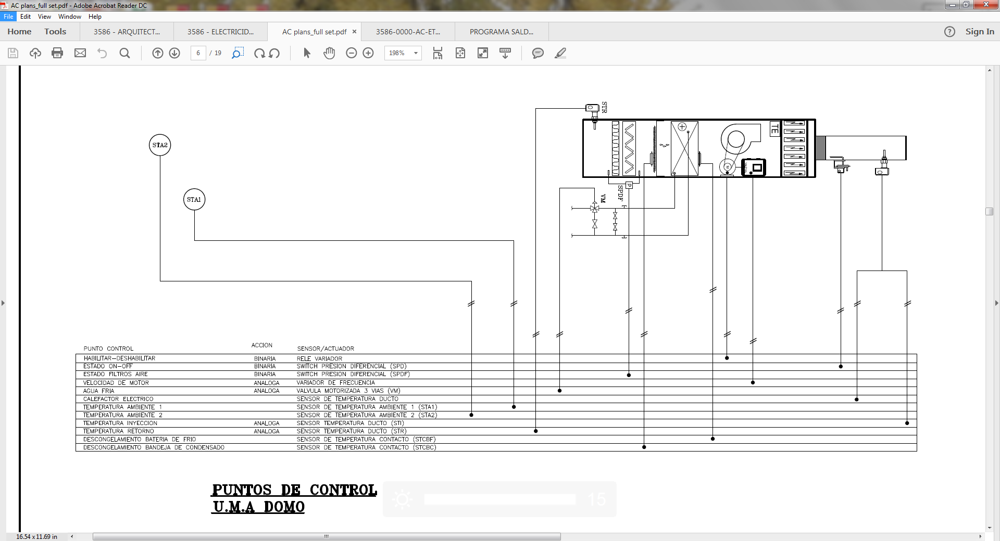 AC plans_full set.pdf - Adobe Acrobat Reader DC
File Edit View Window Help
Home Tools 3586 - ARQUITECT... 3586 - ELECTRICID... AC plans_full set.pdf × 3586-0000-AC-ET... PROGRAMA SALD... ? Sign In
6 / 19 198%
STR
TE
STA2
M
P
SPDF
VM
STA1
PUNTO CONTROL ACCION SENSOR/ACTUADOR
HABILITAR-DESHABILITAR BINARIA RELE VARIADOR
ESTADO ON-OFF BINARIA SWITCH PRESION DIFERENCIAL (SPD)
ESTADO FILTROS AIRE BINARIA SWITCH PRESION DIFERENCIAL (SPDF)
VELOCIDAD DE MOTOR ANALOGA VARIADOR DE FRECUENCIA
AGUA FRIA ANALOGA VALVULA MOTORIZADA 3 VIAS (VM)
CALEFACTOR ELECTRICO SENSOR DE TEMPERATURA DUCTO
TEMPERATURA AMBIENTE 1 SENSOR DE TEMPERATURA AMBIENTE 1 (STA1)
TEMPERATURA AMBIENTE 2 SENSOR DE TEMPERATURA AMBIENTE 2 (STA2)
TEMPERATURA INYECCION ANALOGA SENSOR TEMPERATURA DUCTO (STI)
TEMPERATURA RETORNO ANALOGA SENSOR TEMPERATURA DUCTO (STR)
DESCONGELAMIENTO BATERIA DE FRIO SENSOR DE TEMPERATURA CONTACTO (STCBF)
DESCONGELAMIENTO BANDEJA DE CONDENSADO SENSOR DE TEMPERATURA CONTACTO (STCBC)
PUNTOS DE CONTROL
U.M.A DOMO
15
16.54 x 11.69 in